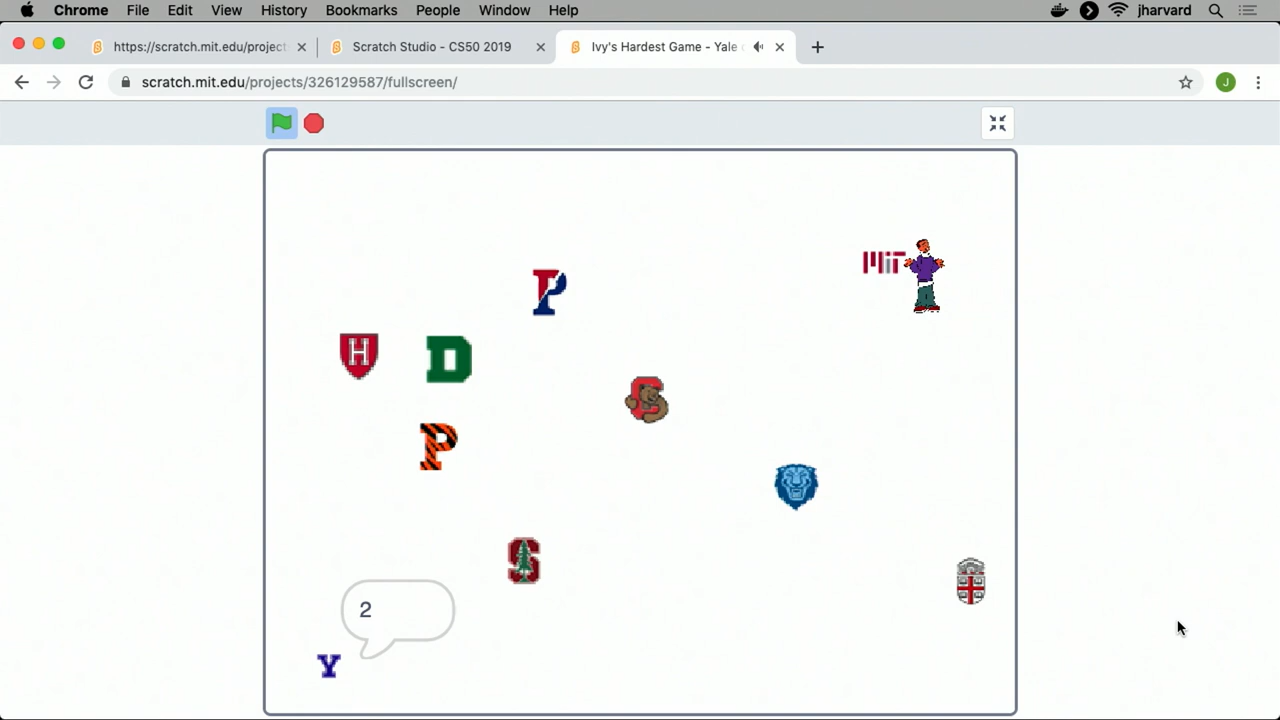 Chrome File Edit View History Bookmarks People Window Help jharvard
https://scratch.mit.edu/project Scratch Studio - CS50 2019 Ivy's Hardest Game - Yale
scratch.mit.edu/projects/326129587/fullscreen/ J
MIT
P
H D
C
P
S
2
Y